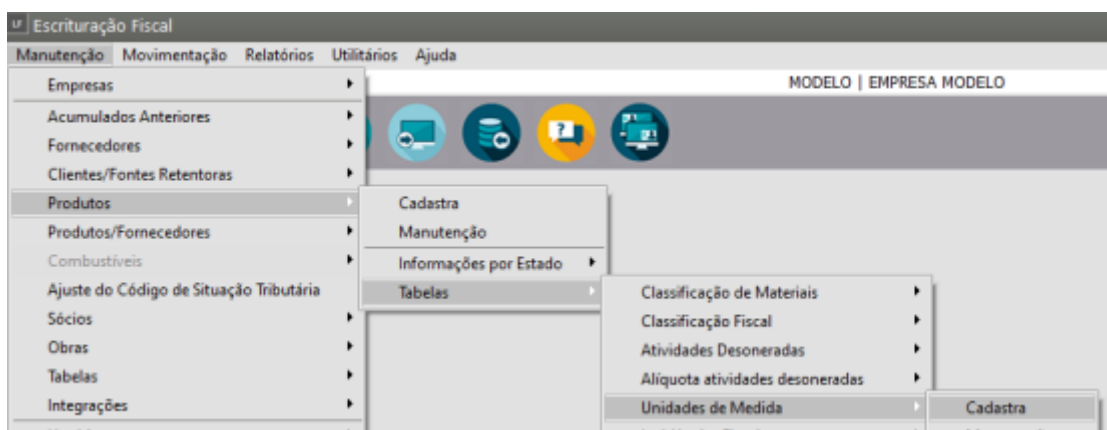 Escrituração Fiscal
Manutenção Movimentação Relatórios Utilitários Ajuda
MODELO | EMPRESA MODELO
Empresas
Acumulados Anteriores
Fornecedores
Clientes/Fontes Retentoras
Produtos
Produtos/Fornecedores
Combustíveis
Ajuste do Código de Situação Tributária
Sócios
Obras
Tabelas
Integrações
Cadastra
Manutenção
Informações por Estado
Tabelas
Classificação de Materiais
Classificação Fiscal
Atividades Desoneradas
Alíquota atividades desoneradas
Unidades de Medida
Cadastra